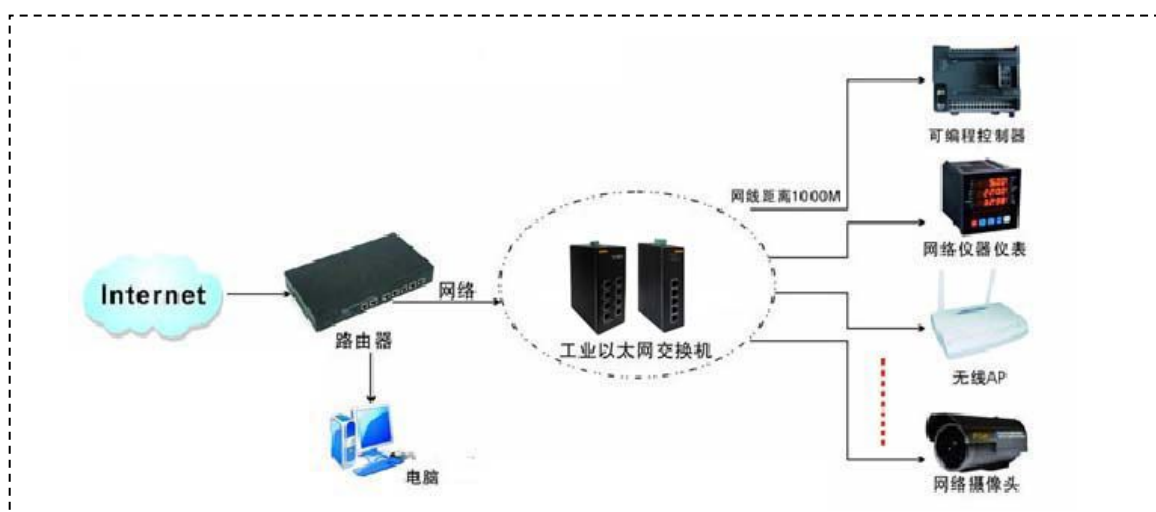 可编程控制器
网线距离1000M
网络仪器仪表
Internet
网络
路由器
工业以太网交换机
无线AP
电脑
网络摄像头